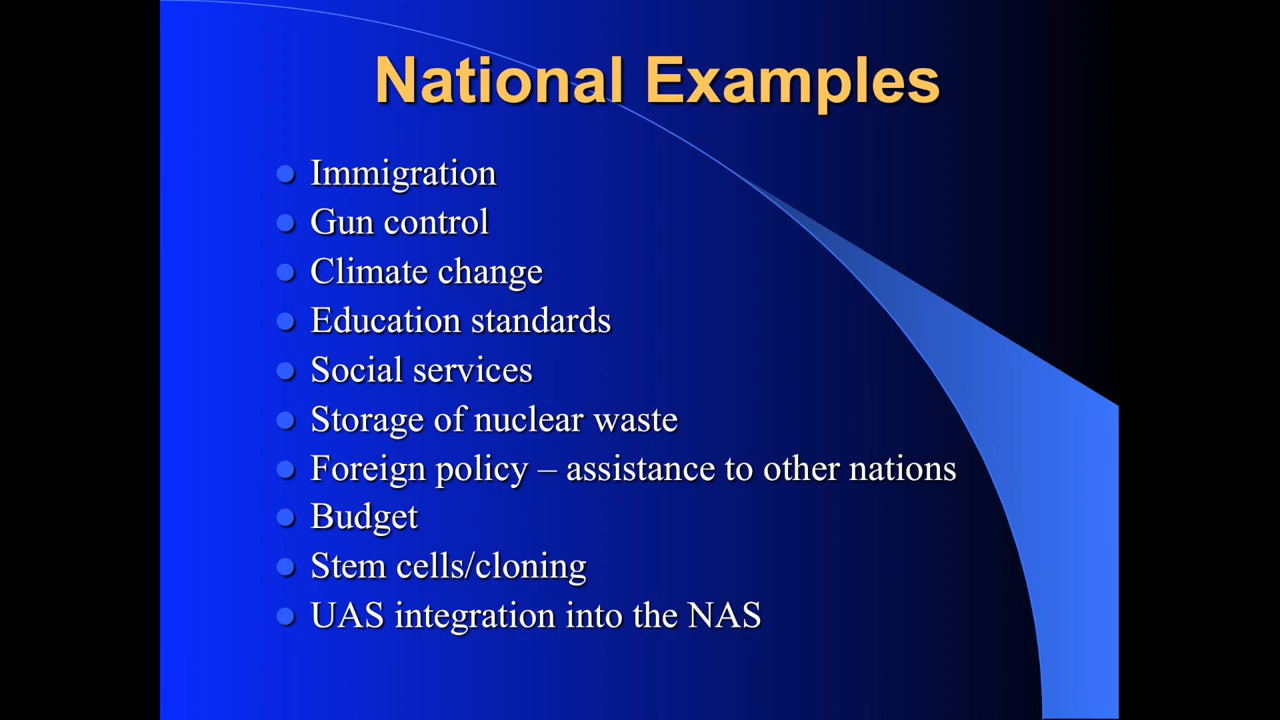 National Examples
Immigration
Gun control
Climate change
Education standards
Social services
Storage of nuclear waste
Foreign policy – assistance to other nations
Budget
Stem cells/cloning
UAS integration into the NAS